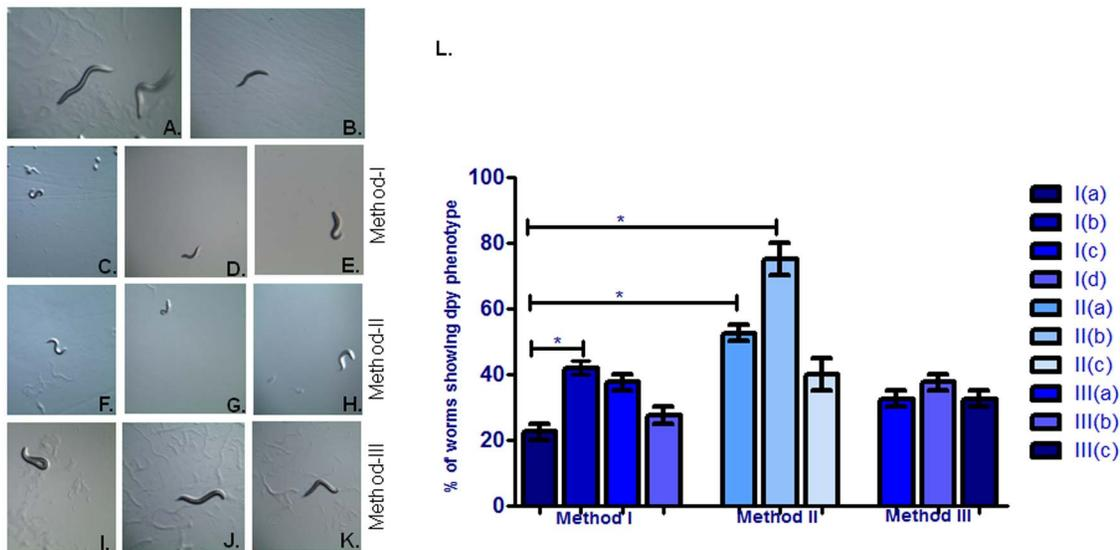 A.
B.
C.
D.
E.
Method-I
F.
G.
H.
Method-II
I.
J.
K.
Method-III
L.
% of worms showing dpy phenotype
100
80
60
40
20
0
*
*
*
Method I
Method II
Method III
I(a)
I(b)
I(c)
I(d)
II(a)
II(b)
II(c)
III(a)
III(b)
III(c)